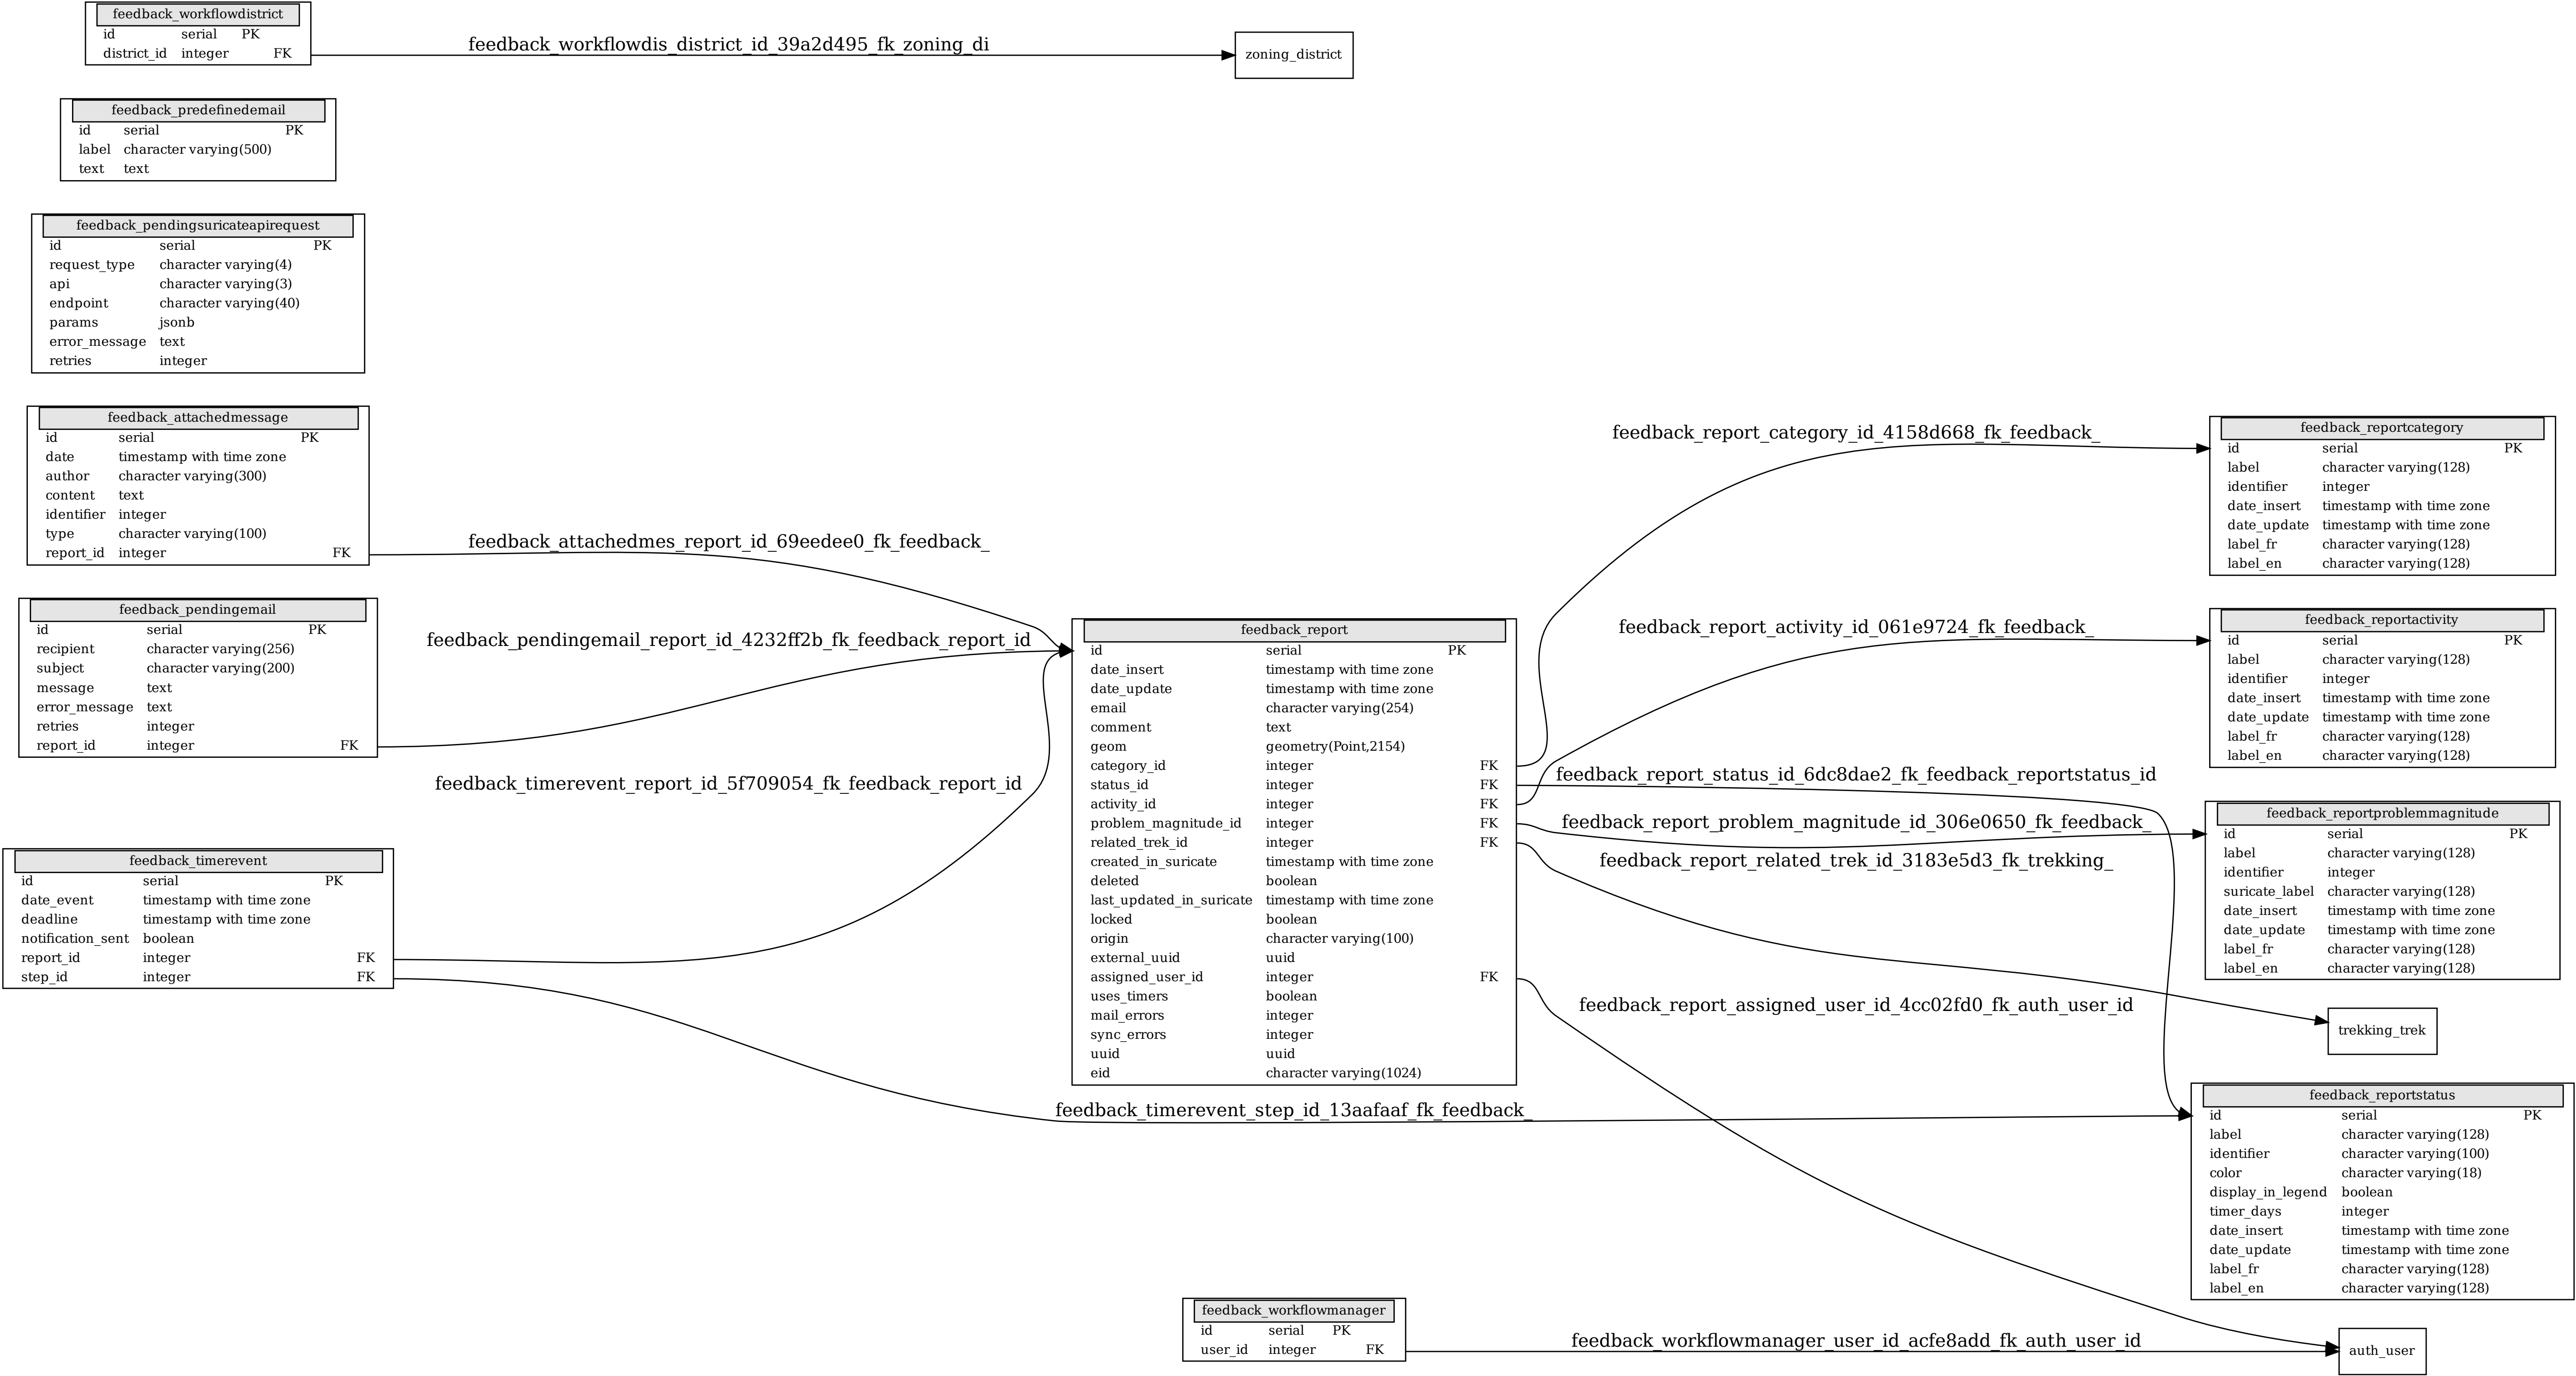 feedback_workflowdistrict
id serial PK
district_id integer FK
feedback_workflowdis_district_id_39a2d495_fk_zoning_di
zoning_district
feedback_predefinedemail
id serial PK
label character varying(500)
text text
feedback_pendingsuricateapirequest
id serial PK
request_type character varying(4)
api character varying(3)
endpoint character varying(40)
params jsonb
error_message text
retries integer
feedback_attachedmessage
id serial PK
date timestamp with time zone
author character varying(300)
content text
identifier integer
type character varying(100)
report_id integer FK
feedback_attachedmes_report_id_69eedee0_fk_feedback_
feedback_pendingemail
id serial PK
recipient character varying(256)
subject character varying(200)
message text
error_message text
retries integer
report_id integer FK
feedback_pendingemail_report_id_4232ff2b_fk_feedback_report_id
feedback_timerevent_report_id_5f709054_fk_feedback_report_id
feedback_timerevent
id serial PK
date_event timestamp with time zone
deadline timestamp with time zone
notification_sent boolean
report_id integer FK
step_id integer FK
feedback_timerevent_step_id_13aafaaf_fk_feedback_
feedback_report
id serial PK
date_insert timestamp with time zone
date_update timestamp with time zone
email character varying(254)
comment text
geom geometry(Point,2154)
category_id integer FK
status_id integer FK
activity_id integer FK
problem_magnitude_id integer FK
related_trek_id integer FK
created_in_suricate timestamp with time zone
deleted boolean
last_updated_in_suricate timestamp with time zone
locked boolean
origin character varying(100)
external_uuid uuid
assigned_user_id integer FK
uses_timers boolean
mail_errors integer
sync_errors integer
uuid uuid
eid character varying(1024)
feedback_workflowmanager
id serial PK
user_id integer FK
feedback_report_category_id_4158d668_fk_feedback_
feedback_report_activity_id_061e9724_fk_feedback_
feedback_report_status_id_6dc8dae2_fk_feedback_reportstatus_id
feedback_report_problem_magnitude_id_306e0650_fk_feedback_
feedback_report_related_trek_id_3183e5d3_fk_trekking_
feedback_report_assigned_user_id_4cc02fd0_fk_auth_user_id
feedback_workflowmanager_user_id_acfe8add_fk_auth_user_id
feedback_reportcategory
id serial PK
label character varying(128)
identifier integer
date_insert timestamp with time zone
date_update timestamp with time zone
label_fr character varying(128)
label_en character varying(128)
feedback_reportactivity
id serial PK
label character varying(128)
identifier integer
date_insert timestamp with time zone
date_update timestamp with time zone
label_fr character varying(128)
label_en character varying(128)
feedback_reportproblemmagnitude
id serial PK
label character varying(128)
identifier integer
suricate_label character varying(128)
date_insert timestamp with time zone
date_update timestamp with time zone
label_fr character varying(128)
label_en character varying(128)
trekking_trek
feedback_reportstatus
id serial PK
label character varying(128)
identifier character varying(100)
color character varying(18)
display_in_legend boolean
timer_days integer
date_insert timestamp with time zone
date_update timestamp with time zone
label_fr character varying(128)
label_en character varying(128)
auth_user